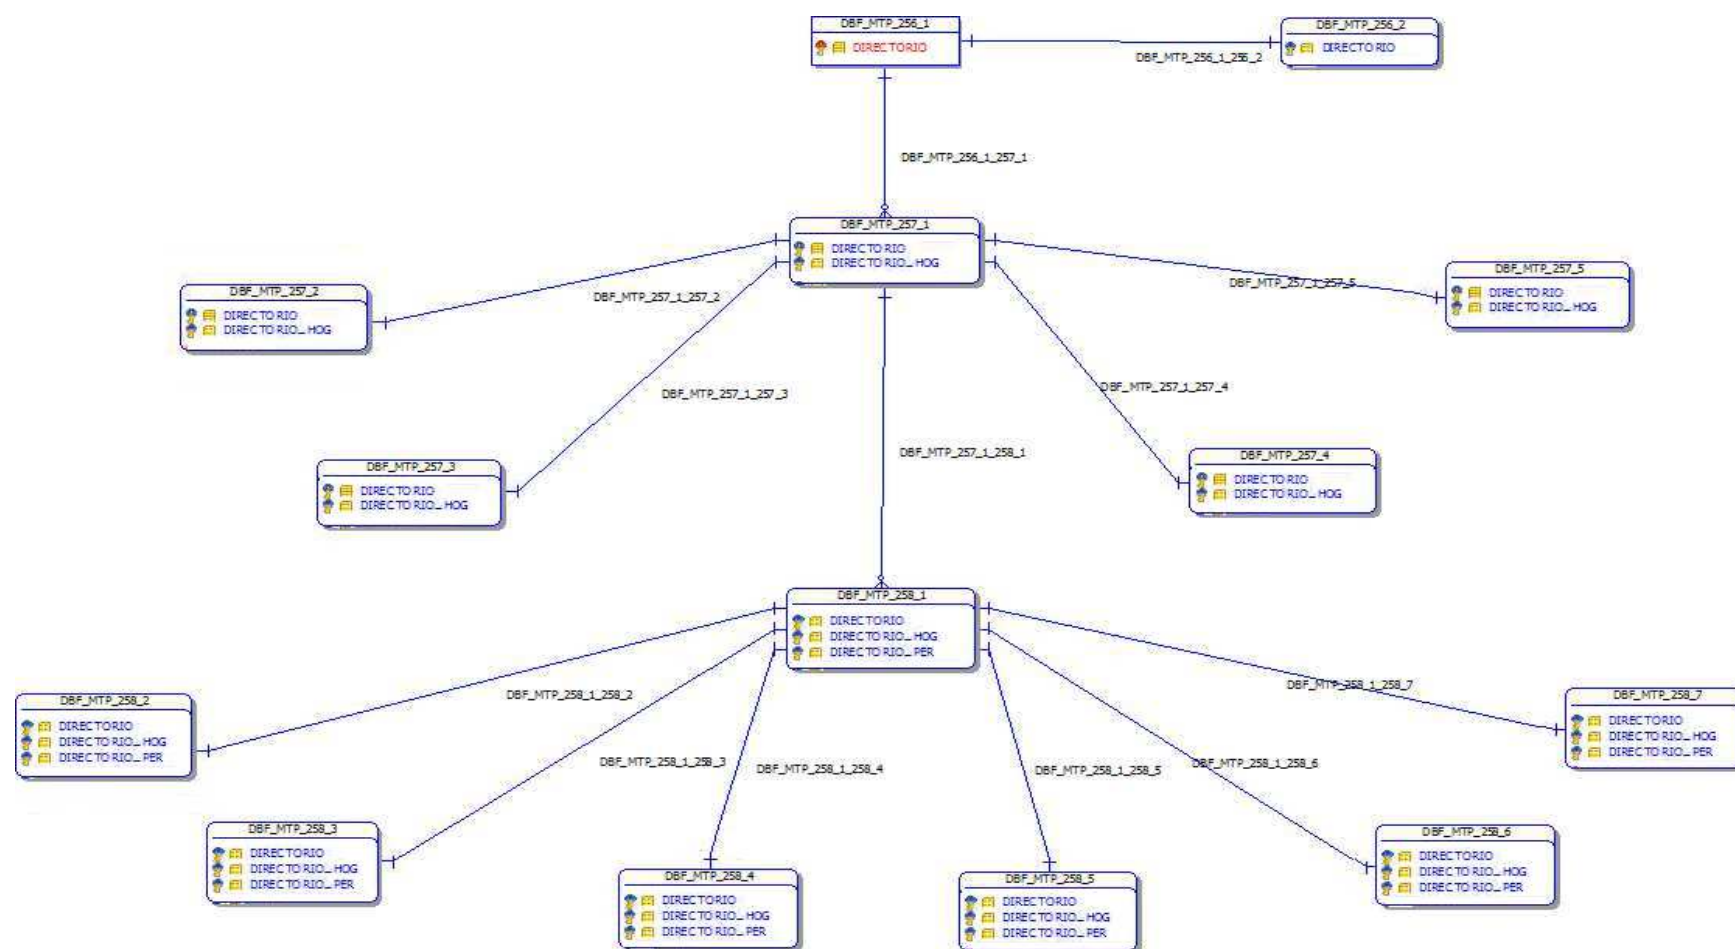 DBF_MTP_256_1
DIRECTORIO
DBF_MTP_256_2
DIRECTORIO
DBF_MTP_256_1_256_2
DBF_MTP_256_1_257_1
DBF_MTP_257_1
DIRECTORIO
DIRECTORIO_HOG
DBF_MTP_257_2
DIRECTORIO
DIRECTORIO_HOG
DBF_MTP_257_1_257_2
DBF_MTP_257_1_257_5
DBF_MTP_257_5
DIRECTORIO
DIRECTORIO_HOG
DBF_MTP_257_1_257_3
DBF_MTP_257_1_257_4
DBF_MTP_257_3
DIRECTORIO
DIRECTORIO_HOG
DBF_MTP_257_1_258_1
DBF_MTP_257_4
DIRECTORIO
DIRECTORIO_HOG
DBF_MTP_258_1
DIRECTORIO
DIRECTORIO_HOG
DIRECTORIO_PER
DBF_MTP_258_2
DIRECTORIO
DIRECTORIO_HOG
DIRECTORIO_PER
DBF_MTP_258_1_258_2
DBF_MTP_258_1_258_7
DBF_MTP_258_7
DIRECTORIO
DIRECTORIO_HOG
DIRECTORIO_PER
DBF_MTP_258_1_258_3
DBF_MTP_258_1_258_4
DBF_MTP_258_1_258_5
DBF_MTP_258_1_258_6
DBF_MTP_258_3
DIRECTORIO
DIRECTORIO_HOG
DIRECTORIO_PER
DBF_MTP_258_4
DIRECTORIO
DIRECTORIO_HOG
DIRECTORIO_PER
DBF_MTP_258_5
DIRECTORIO
DIRECTORIO_HOG
DIRECTORIO_PER
DBF_MTP_258_6
DIRECTORIO
DIRECTORIO_HOG
DIRECTORIO_PER